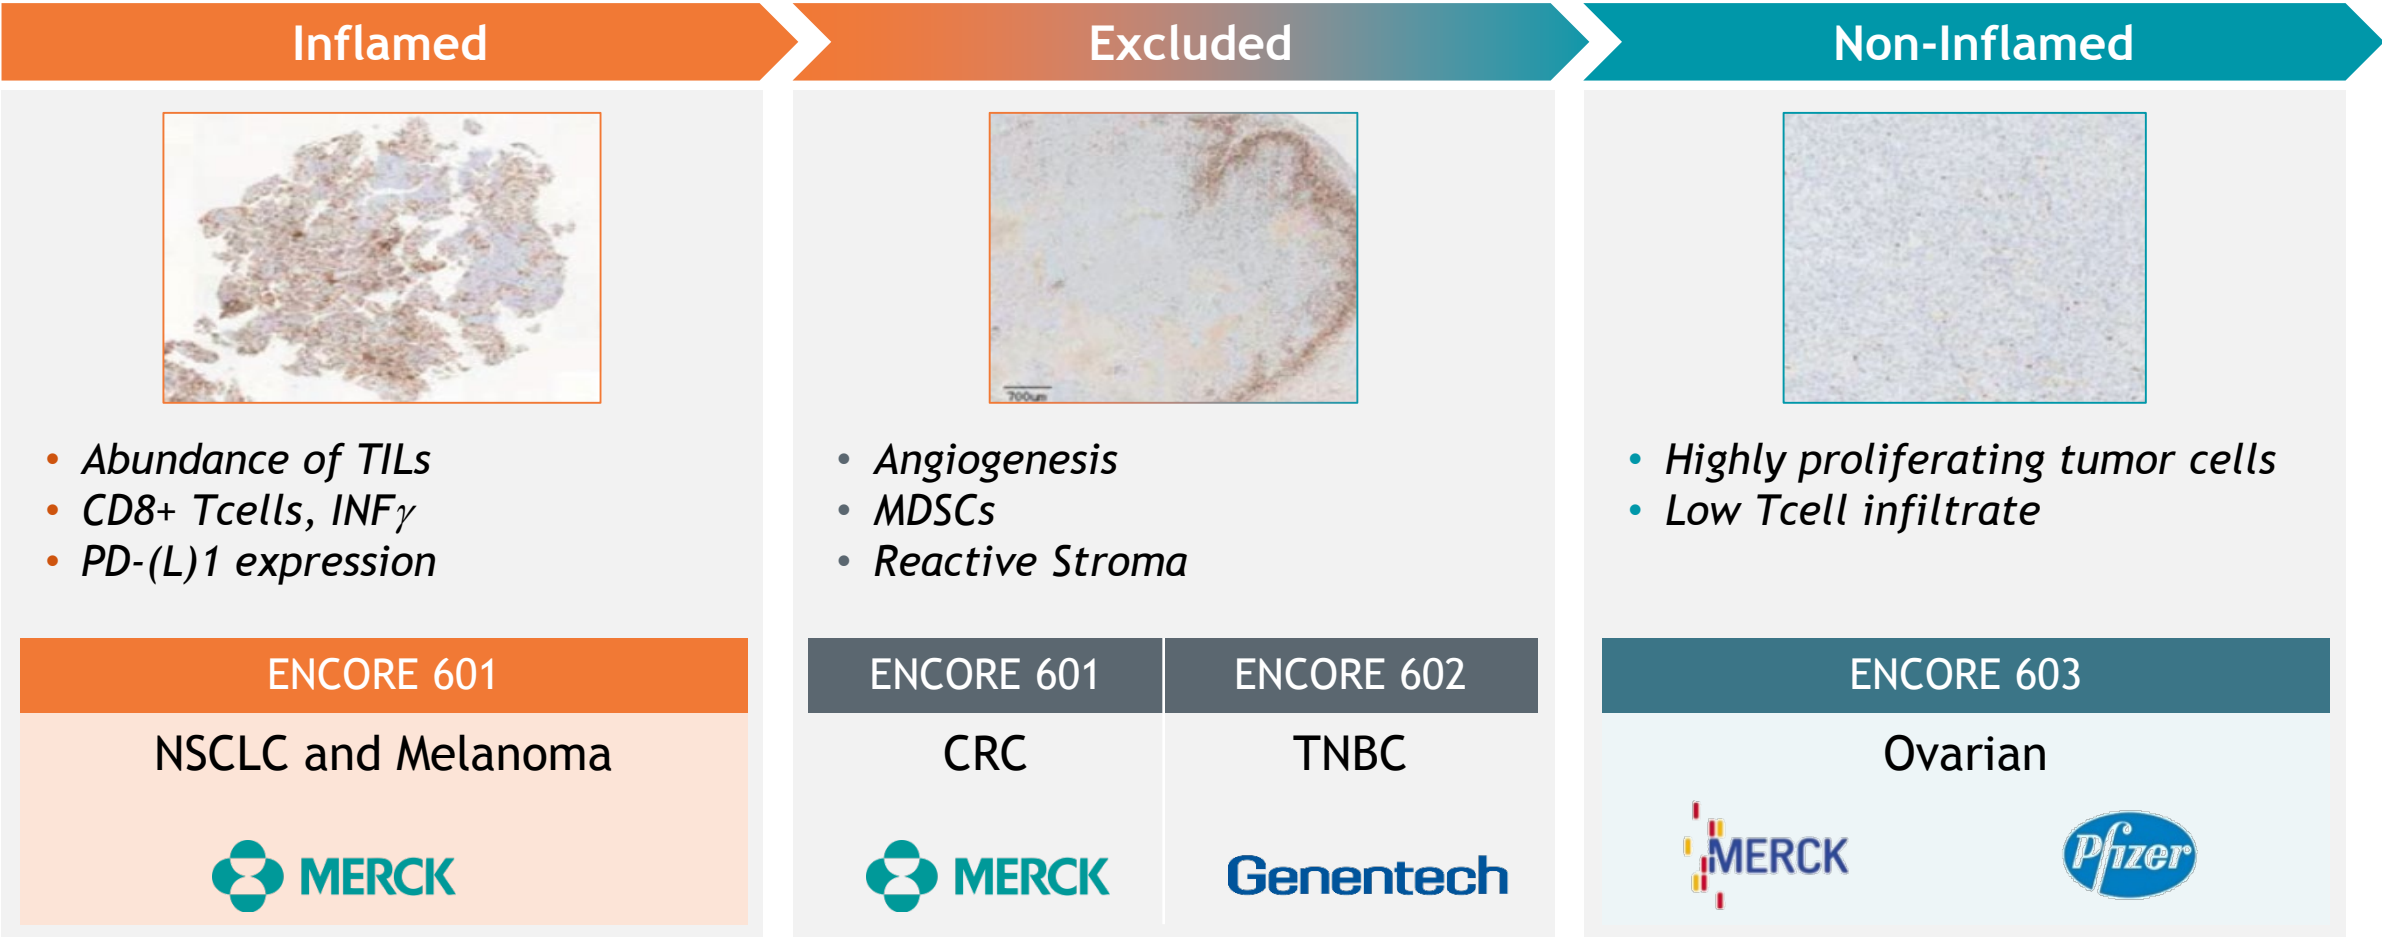 Inflamed
Excluded
Non-Inflamed
700um
• Abundance of TILs
• CD8+ Tcells, INFγ
• PD-(L)1 expression
• Angiogenesis
• MDSCs
• Reactive Stroma
• Highly proliferating tumor cells
• Low Tcell infiltrate
ENCORE 601
NSCLC and Melanoma
MERCK
ENCORE 601
CRC
MERCK
ENCORE 602
TNBC
Genentech
ENCORE 603
Ovarian
MERCK
Pfizer